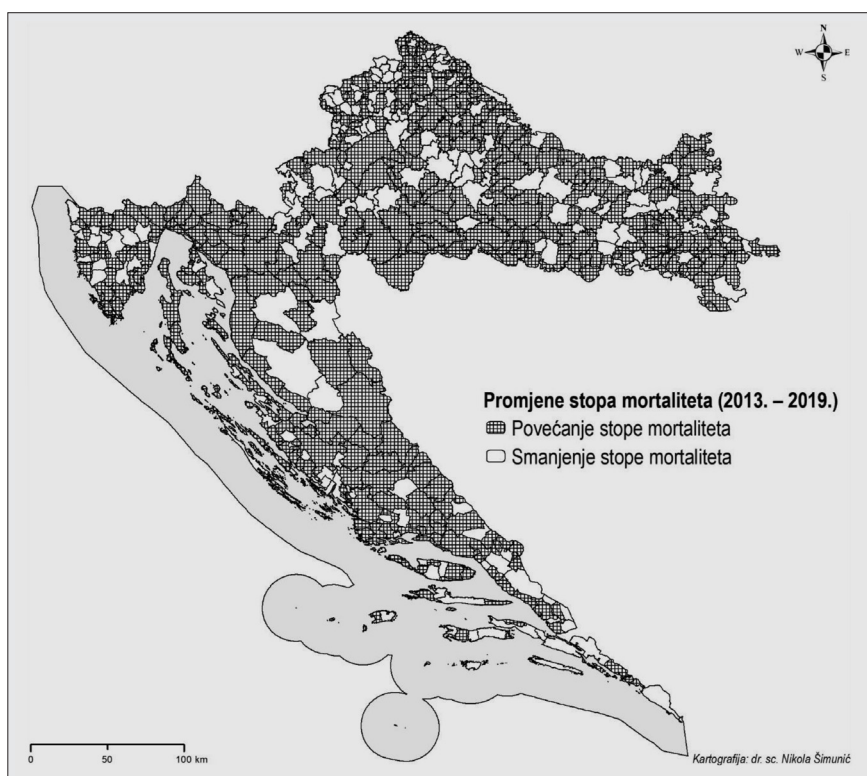 N
W E
S
Promjene stopa mortaliteta (2013. – 2019.)
Povećanje stope mortaliteta
Smanjenje stope mortaliteta
0 50 100 km
Kartografija: dr. sc. Nikola Šimunić